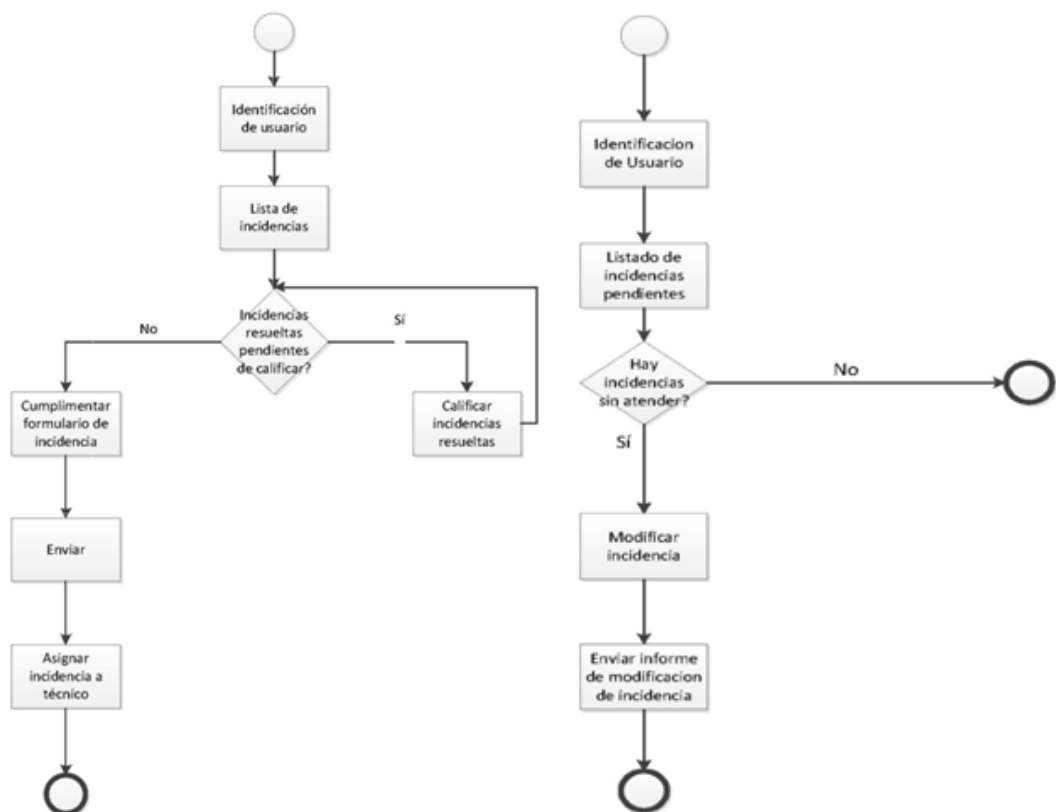 Identificación
de usuario
Lista de
incidencias
Incidencias
resueltas
pendientes
de calificar?
No
Sí
Cumplimentar
formulario de
incidencia
Calificar
incidencias
resueltas
Enviar
Asignar
incidencia a
técnico
Identificacion
de Usuario
Listado de
incidencias
pendientes
Hay
incidencias
sin atender?
No
Sí
Modificar
incidencia
Enviar informe
de modificacion
de incidencia